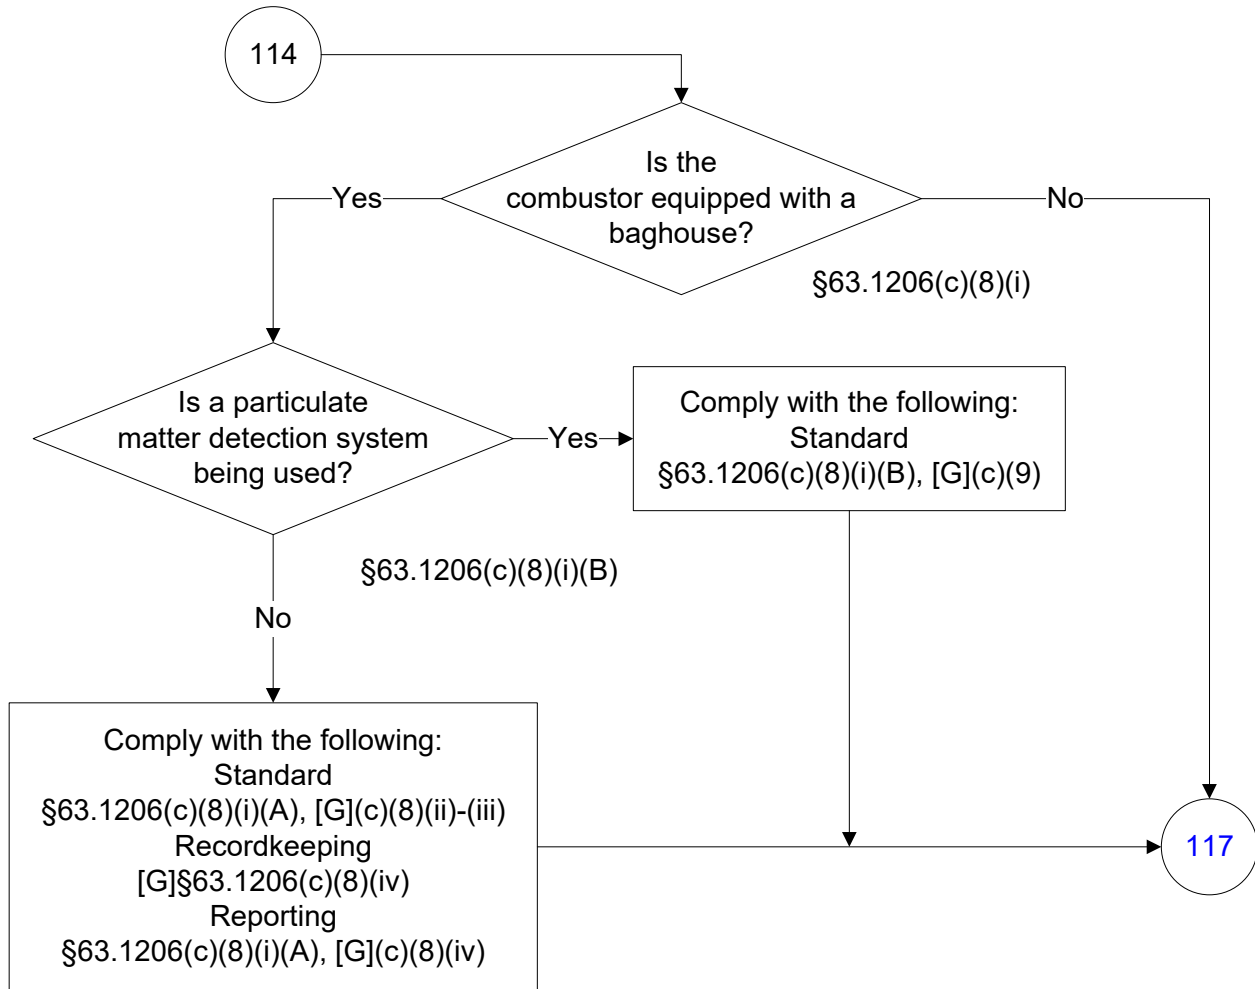 114
Is the
combustor equipped with a
baghouse?
Yes
No
§63.1206(c)(8)(i)
Is a particulate
matter detection system
being used?
Yes
Comply with the following:
Standard
§63.1206(c)(8)(i)(B), [G](c)(9)
§63.1206(c)(8)(i)(B)
No
Comply with the following:
Standard
§63.1206(c)(8)(i)(A), [G](c)(8)(ii)-(iii)
Recordkeeping
[G]§63.1206(c)(8)(iv)
Reporting
§63.1206(c)(8)(i)(A), [G](c)(8)(iv)
117